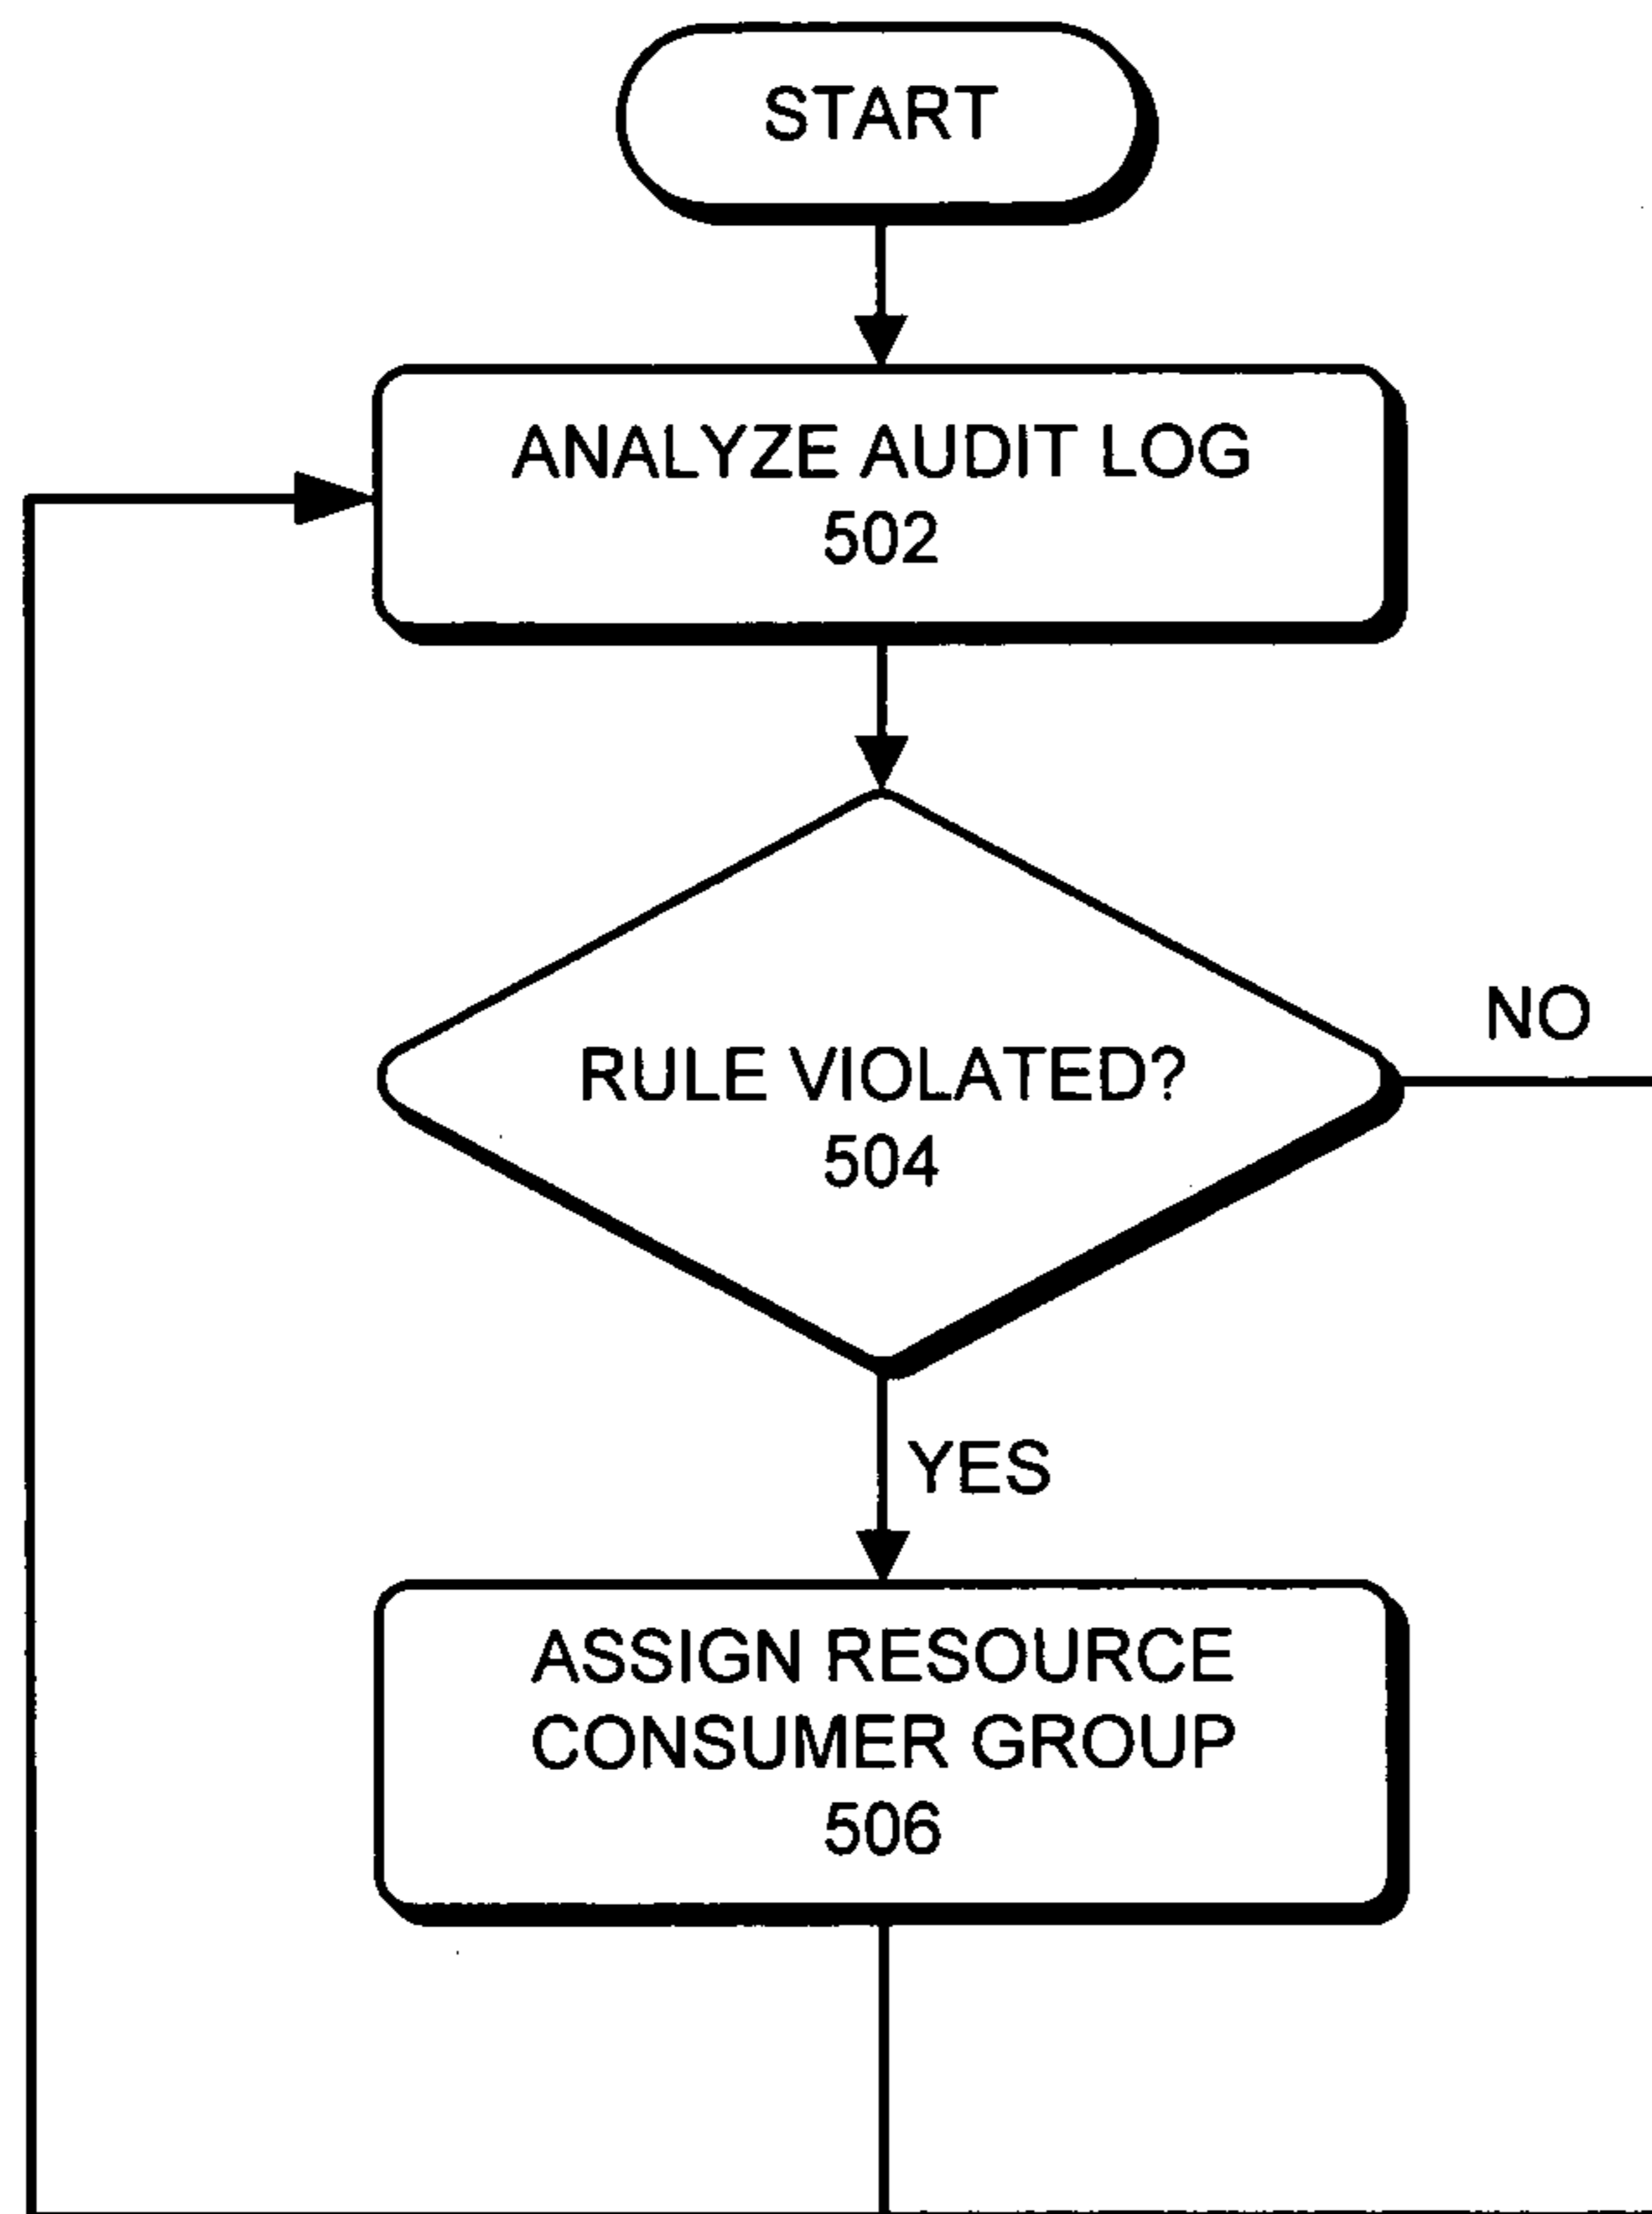 START
ANALYZE AUDIT LOG
502
NO
RULE VIOLATED?
504
YES
ASSIGN RESOURCE
CONSUMER GROUP
506